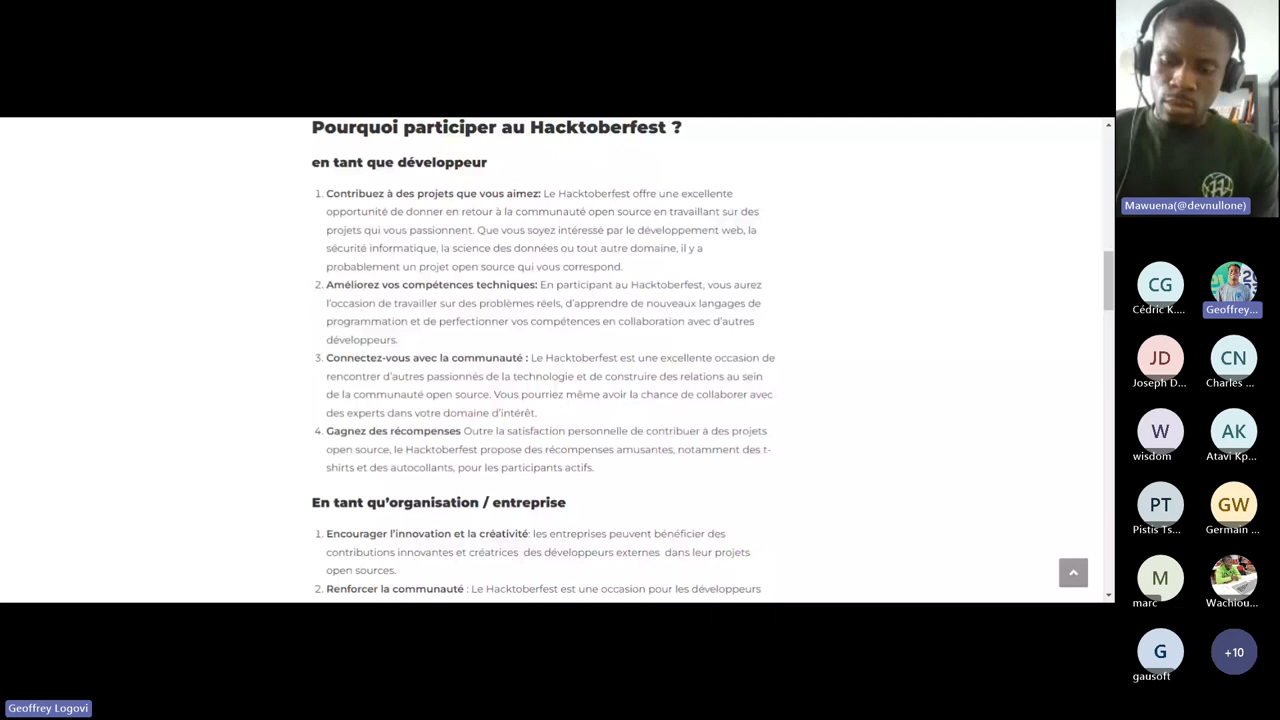 Pourquoi participer au Hacktoberfest ?
en tant que développeur
1. Contribuez à des projets que vous aimez: Le Hacktoberfest offre une excellente
opportunité de donner en retour à la communauté open source en travaillant sur des
projets qui vous passionnent. Que vous soyez intéressé par le développement web, la
sécurité informatique, la science des données ou tout autre domaine, il y a
probablement un projet open source qui vous correspond.
2. Améliorez vos compétences techniques: En participant au Hacktoberfest, vous aurez
l'occasion de travailler sur des problèmes réels, d'apprendre de nouveaux langages de
programmation et de perfectionner vos compétences en collaboration avec d'autres
développeurs.
3. Connectez-vous avec la communauté : Le Hacktoberfest est une excellente occasion de
rencontrer d'autres passionnés de la technologie et de construire des relations au sein
de la communauté open source. Vous pourriez même avoir la chance de collaborer avec
des experts dans votre domaine d'intérêt.
4. Gagnez des récompenses Outre la satisfaction personnelle de contribuer à des projets
open source, le Hacktoberfest propose des récompenses amusantes, notamment des t-
shirts et des autocollants, pour les participants actifs.
En tant qu'organisation / entreprise
1. Encourager l'innovation et la créativité: les entreprises peuvent bénéficier des
contributions innovantes et créatrices des développeurs externes dans leur projets
open sources.
2. Renforcer la communauté : Le Hacktoberfest est une occasion pour les développeurs
Mawuena(@devnullone)
CG
Cédric K....
Geoffrey...
JD
Joseph D...
CN
Charles ...
W
wisdom
AK
Atavi Kp...
PT
Pistis Ts...
GW
Germain ...
M
marc
Wachiou...
G
gausoft
+10
Geoffrey Logovi